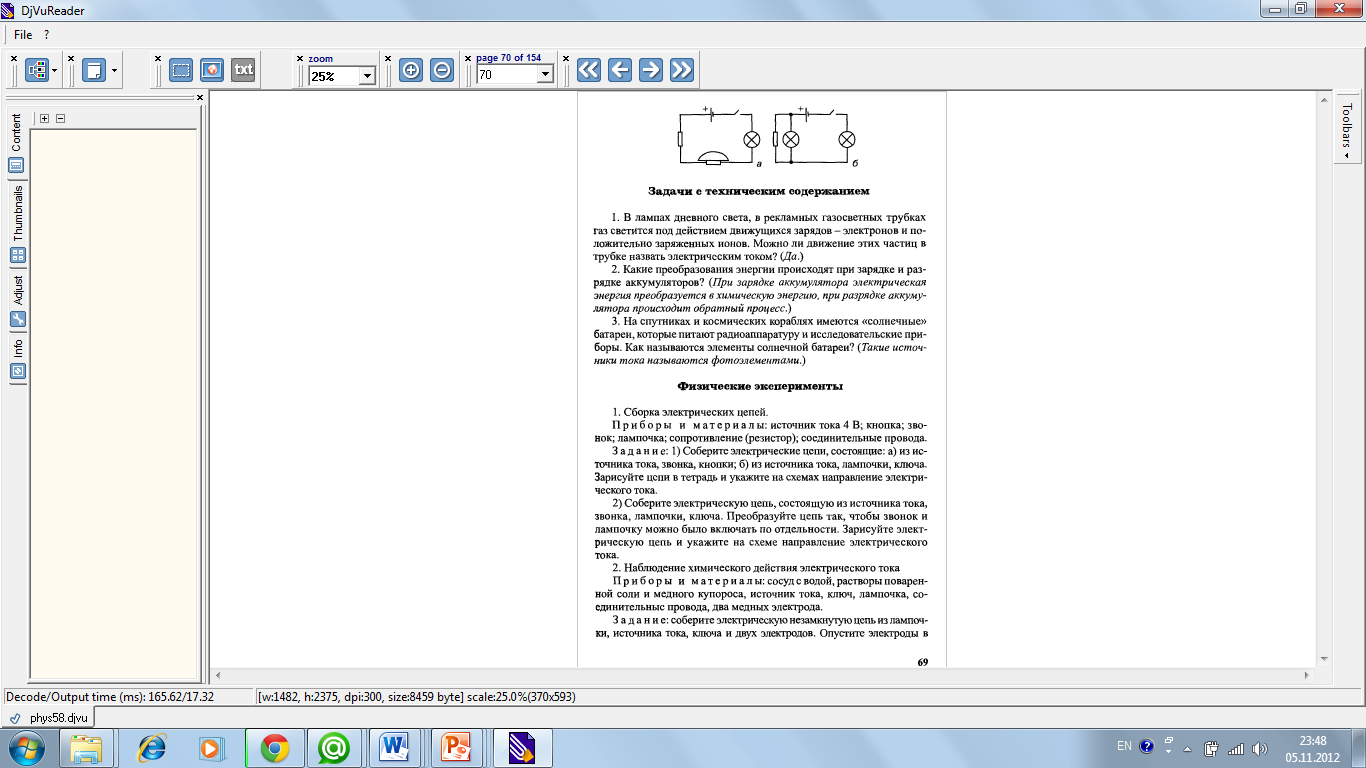 DjVuReader
File ?
zoom
25%
txt
page 70 of 154
70
Content
Thumbnails
Adjust
Info
Toolbars
+ +
а б
Задачи с техническим содержанием
1. В лампах дневного света, в рекламных газосветных трубках
газ светится под действием движущихся зарядов – электронов и по-
ложительно заряженных ионов. Можно ли движение этих частиц в
трубке назвать электрическим током? (Да.)
2. Какие преобразования энергии происходят при зарядке и раз-
рядке аккумуляторов? (При зарядке аккумулятора электрическая
энергия преобразуется в химическую энергию, при разрядке аккуму-
лятора происходит обратный процесс.)
3. На спутниках и космических кораблях имеются «солнечные»
батареи, которые питают радиоаппаратуру и исследовательские при-
боры. Как называются элементы солнечной батареи? (Такие источ-
ники тока называются фотоэлементами.)
Физические эксперименты
1. Сборка электрических цепей.
Приборы и материалы: источник тока 4 В; кнопка; зво-
нок; лампочка; сопротивление (резистор); соединительные провода.
Задание: 1) Соберите электрические цепи, состоящие: а) из ис-
точника тока, звонка, кнопки; б) из источника тока, лампочки, ключа.
Зарисуйте цепи в тетрадь и укажите на схемах направление электри-
ческого тока.
2) Соберите электрическую цепь, состоящую из источника тока,
звонка, лампочки, ключа. Преобразуйте цепь так, чтобы звонок и
лампочку можно было включать по отдельности. Зарисуйте элект-
рическую цепь и укажите на схеме направление электрического
тока.
2. Наблюдение химического действия электрического тока
Приборы и материалы: сосуд с водой, растворы поварен-
ной соли и медного купороса, источник тока, ключ, лампочка, со-
единительные провода, два медных электрода.
Задание: соберите электрическую незамкнутую цепь из лампоч-
ки, источника тока, ключа и двух электродов. Опустите электроды в
69
Decode/Output time (ms): 165.62/17.32 [w:1482, h:2375, dpi:300, size:8459 byte] scale:25.0%(370x593)
phys58.djvu
EN
23:48
05.11.2012